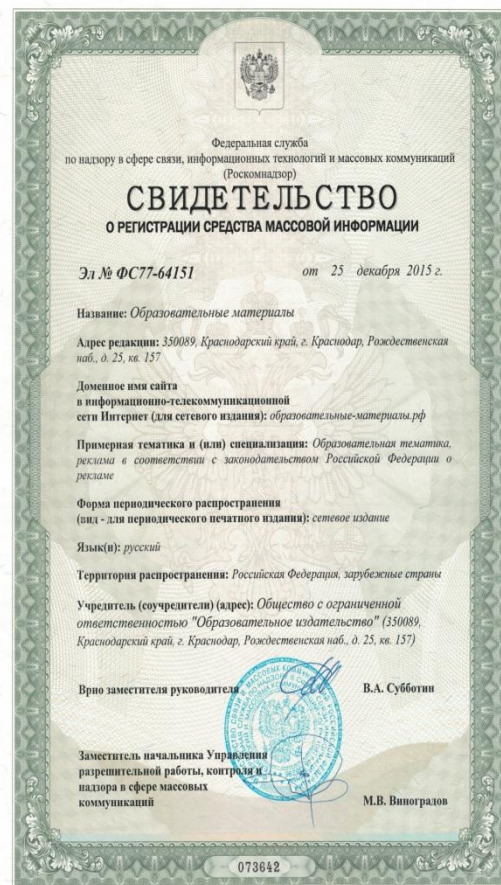 Федеральная служба
по надзору в сфере связи, информационных технологий и массовых коммуникаций
(Роскомнадзор)
СВИДЕТЕЛЬСТВО
О РЕГИСТРАЦИИ СРЕДСТВА МАССОВОЙ ИНФОРМАЦИИ
Эл № ФС77-64151 от 25 декабря 2015 г.
Название: Образовательные материалы
Адрес редакции: 350089, Краснодарский край, г. Краснодар, Рождественская
наб., д. 25, кв. 157
Доменное имя сайта
в информационно-телекоммуникационной
сети Интернет (для сетевого издания): образовательные-материалы.рф
Примерная тематика и (или) специализация: Образовательная тематика,
реклама в соответствии с законодательством Российской Федерации о
рекламе
Форма периодического распространения
(вид - для периодического печатного издания): сетевое издание
Язык(и): русский
Территория распространения: Российская Федерация, зарубежные страны
Учредитель (соучредители) (адрес): Общество с ограниченной
ответственностью "Образовательное издательство" (350089,
Краснодарский край, г. Краснодар, Рождественская наб., д. 25, кв. 157)
Врио заместителя руководителя В.А. Субботин
Заместитель начальника Управления
разрешительной работы, контроля и
надзора в сфере массовых
коммуникаций М.В. Виноградов
073642